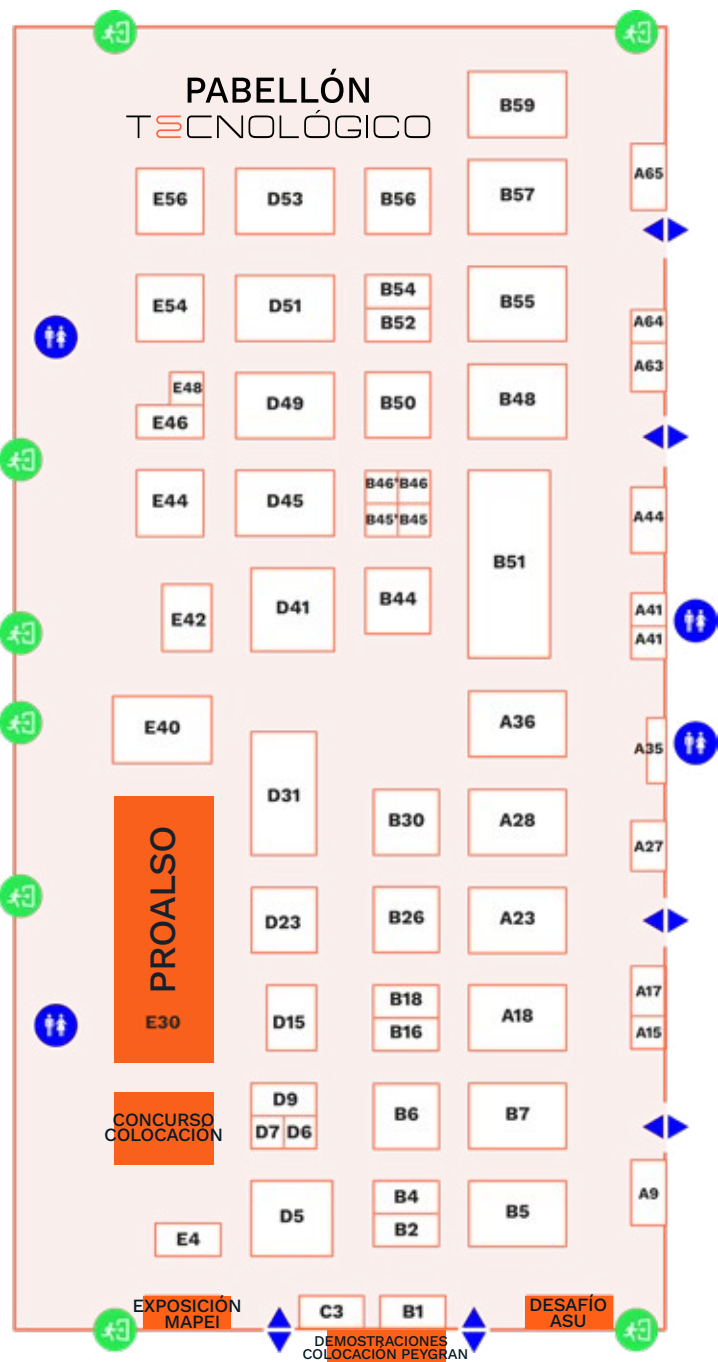 PABELLÓN
TECNOLÓGICO
B59
A65
E56
D53
B56
B57
E54
D51
B54
B52
B55
A64
A63
E48
E46
D49
B50
B48
E44
D45
B46' B46
B45' B45
B51
A44
E42
D41
B44
A41
A41
E40
A36
D31
A35
B30
A28
A27
PROALSO
E30
D23
B26
A23
D15
B18
B16
A18
A17
A15
CONCURSO
COLOCACIÓN
D9
D7 D6
B6
B7
E4
D5
B4
B2
B5
A9
EXPOSICIÓN
MAPEI
C3
B1
DESAFÍO
ASU
DEMOSTRACIONES
COLOCACIÓN PEYGRAN